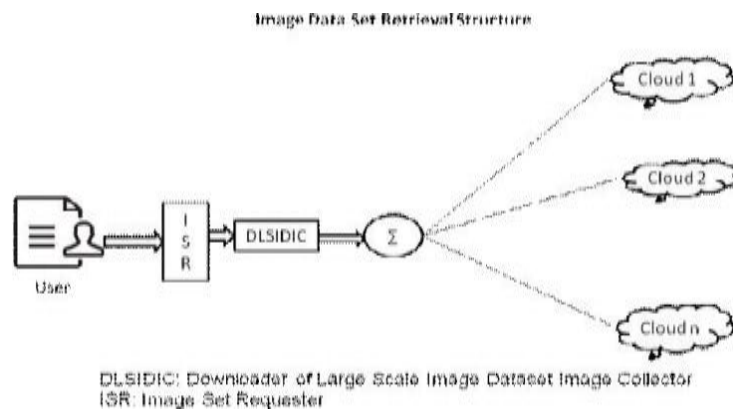 Image Data Set Retrieval Structure
Cloud 1
Cloud 2
I
S
R
DLSIDIC
Σ
User
Cloud n
DLSIDIC: Downloader of Large Scale Image Dataset Image Collector
ISR: Image Set Requester